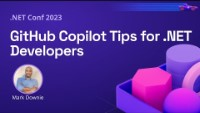 .NET Conf 2023
GitHub Copilot Tips for .NET
Developers
Mark Downie